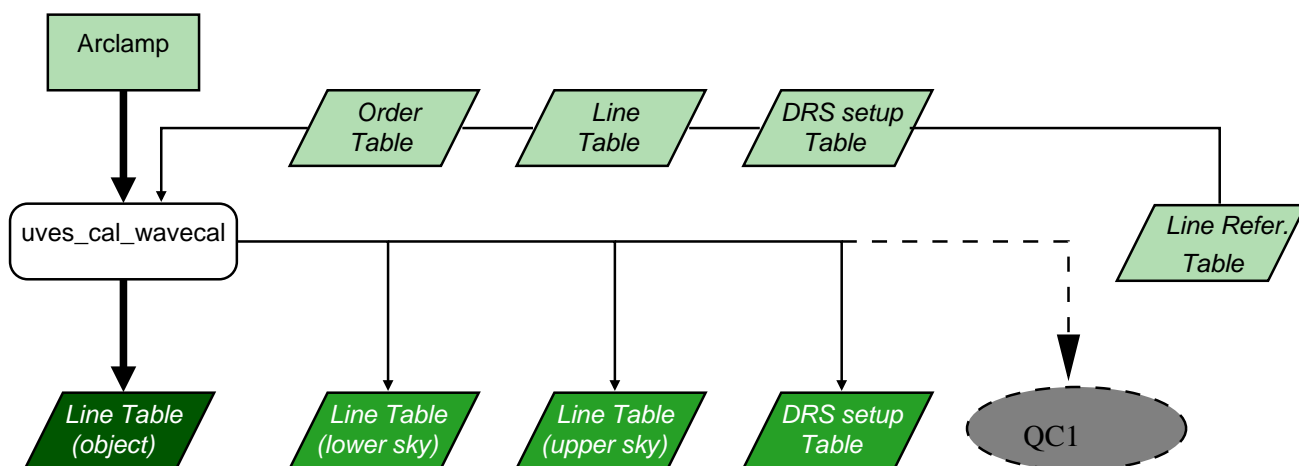 Arclamp
Order
Table
Line
Table
DRS setup
Table
uves_cal_wavecal
Line Refer.
Table
Line Table
(object)
Line Table
(lower sky)
Line Table
(upper sky)
DRS setup
Table
QC1